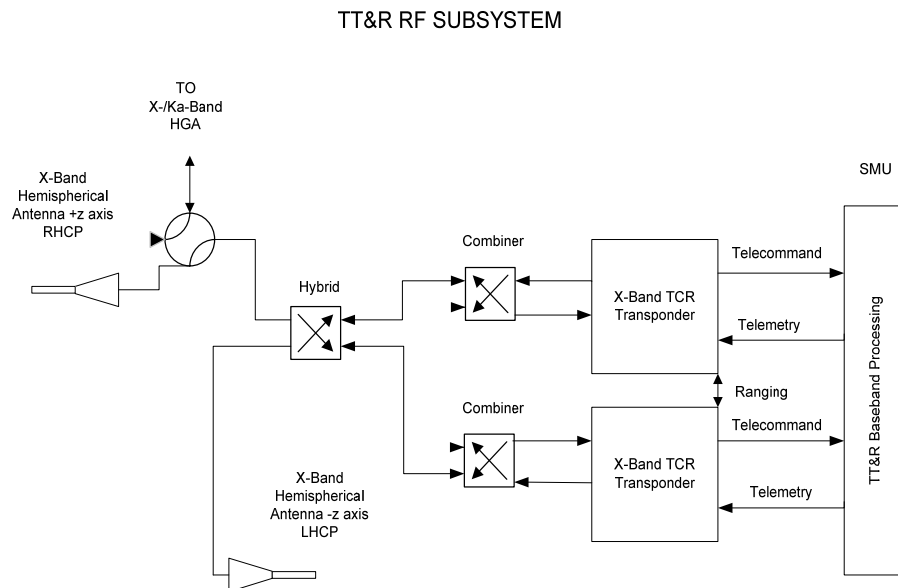 TT&R RF SUBSYSTEM
TO
X-/Ka-Band
HGA
X-Band
Hemispherical
Antenna +z axis
RHCP
SMU
Combiner
Telecommand
Hybrid
X-Band TCR
Transponder
Telemetry
TT&R Baseband Processing
Ranging
Combiner
Telecommand
X-Band TCR
Transponder
X-Band
Hemispherical
Antenna -z axis
LHCP
Telemetry